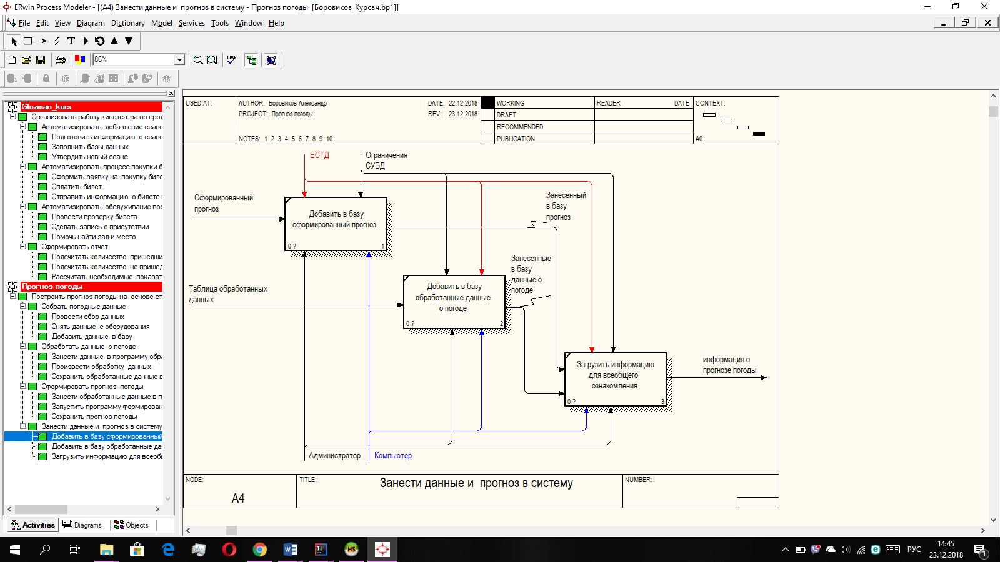 ERwin Process Modeler - [(A4) Занести данные и  прогноз в систему - Прогноз погоды  [Боровиков_Курсач.bp1]]
File Edit View Diagram Dictionary Model Services Tools Window Help
86%
ABC
Glozman_kurs
Организовать работу кинотеатра по прод
Автоматизировать  добавление сеанс
Подготовить информацию  о сеанс
Заполнить базы данных
Утвердить новый сеанс
Автоматизировать процесс покупки б
Оформить заявку на  покупку биле
Оплатить билет
Отправить информацию  о билете
Автоматизировать  обслуживание пос
Провести проверку билета
Сделать запись о присутствии
Помочь найти зал и место
Сформировать отчет
Подсчитать количество  пришедши
Подсчитать количество  не пришед
Рассчитать необходимые  показат
Прогноз погоды
Построить прогноз погоды на  основе ст
Собрать погодные данные
Провести сбор данных
Снять данные  с оборудования
Добавить данные  в базу
Обработать данные  о погоде
Занести данные  в программу обра
Произвести обработку  данных
Сохранить обработанные данные в
Сформировать прогноз  погоды
Занести обработанные данные в п
Запустить программу формирован
Сохранить прогноз погоды
Занести данные и  прогноз в систему
Добавить в базу сформированный
Добавить в базу обработанные да
Загрузить информацию для всеоб
Activities Diagrams Objects
USED AT:
AUTHOR:  Боровиков Александр
DATE: 22.12.2018
PROJECT:  Прогноз погоды
REV: 23.12.2018
NOTES:  1  2  3  4  5  6  7  8  9  10
WORKING
DRAFT
RECOMMENDED
PUBLICATION
READER DATE
CONTEXT:
A0
ЕСТД
Ограничения
СУБД
Сформированный
прогноз
Добавить в базу
сформированный прогноз
0 ? 1
Занесенный
в базу
прогноз
Таблица обработанных
данных
Добавить в базу
обработанные данные
о погоде
0 ? 2
Занесенные
в базу
данные о
погоде
Загрузить информацию
для всеобщего
ознакомления
0 ? 3
информация о
прогнозе погоды
Администратор
Компьютер
NODE:
A4
TITLE:
Занести данные и  прогноз в систему
NUMBER:
HS
РУС
14:45
23.12.2018
1